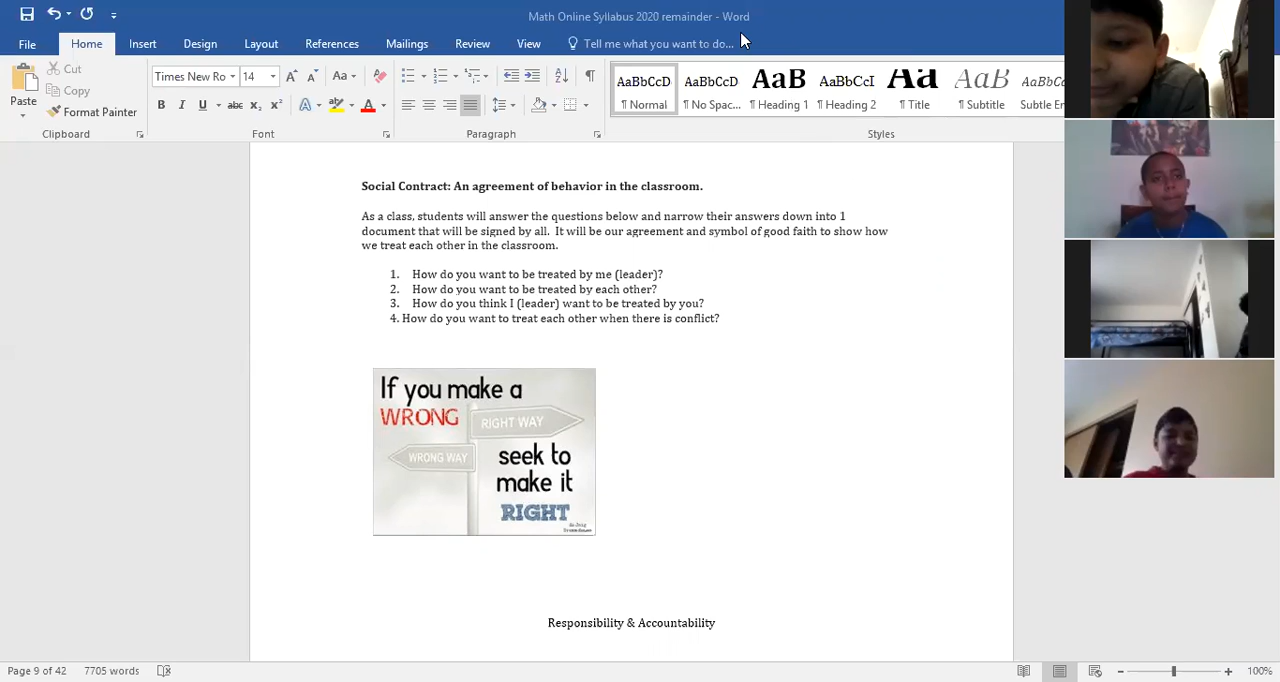 Math Online Syllabus 2020 remainder - Word
File Home Insert Design Layout References Mailings Review View Tell me what you want to do...
Paste
Cut
Copy
Format Painter
Times New Ro 14
AaBbCcD AaBbCcD AaB AaBbCcI AaB AaBbCcD
¶ Normal ¶ No Spac... ¶ Heading 1 ¶ Heading 2 ¶ Title ¶ Subtitle Subtle Em
Clipboard Font Paragraph Styles
Social Contract: An agreement of behavior in the classroom.
As a class, students will answer the questions below and narrow their answers down into 1
document that will be signed by all. It will be our agreement and symbol of good faith to show how
we treat each other in the classroom.
1. How do you want to be treated by me (leader)?
2. How do you want to be treated by each other?
3. How do you think I (leader) want to be treated by you?
4. How do you want to treat each other when there is conflict?
If you make a
WRONG
RIGHT WAY
WRONG WAY
seek to
make it
RIGHT
Responsibility & Accountability
Page 9 of 42 7705 words 100%